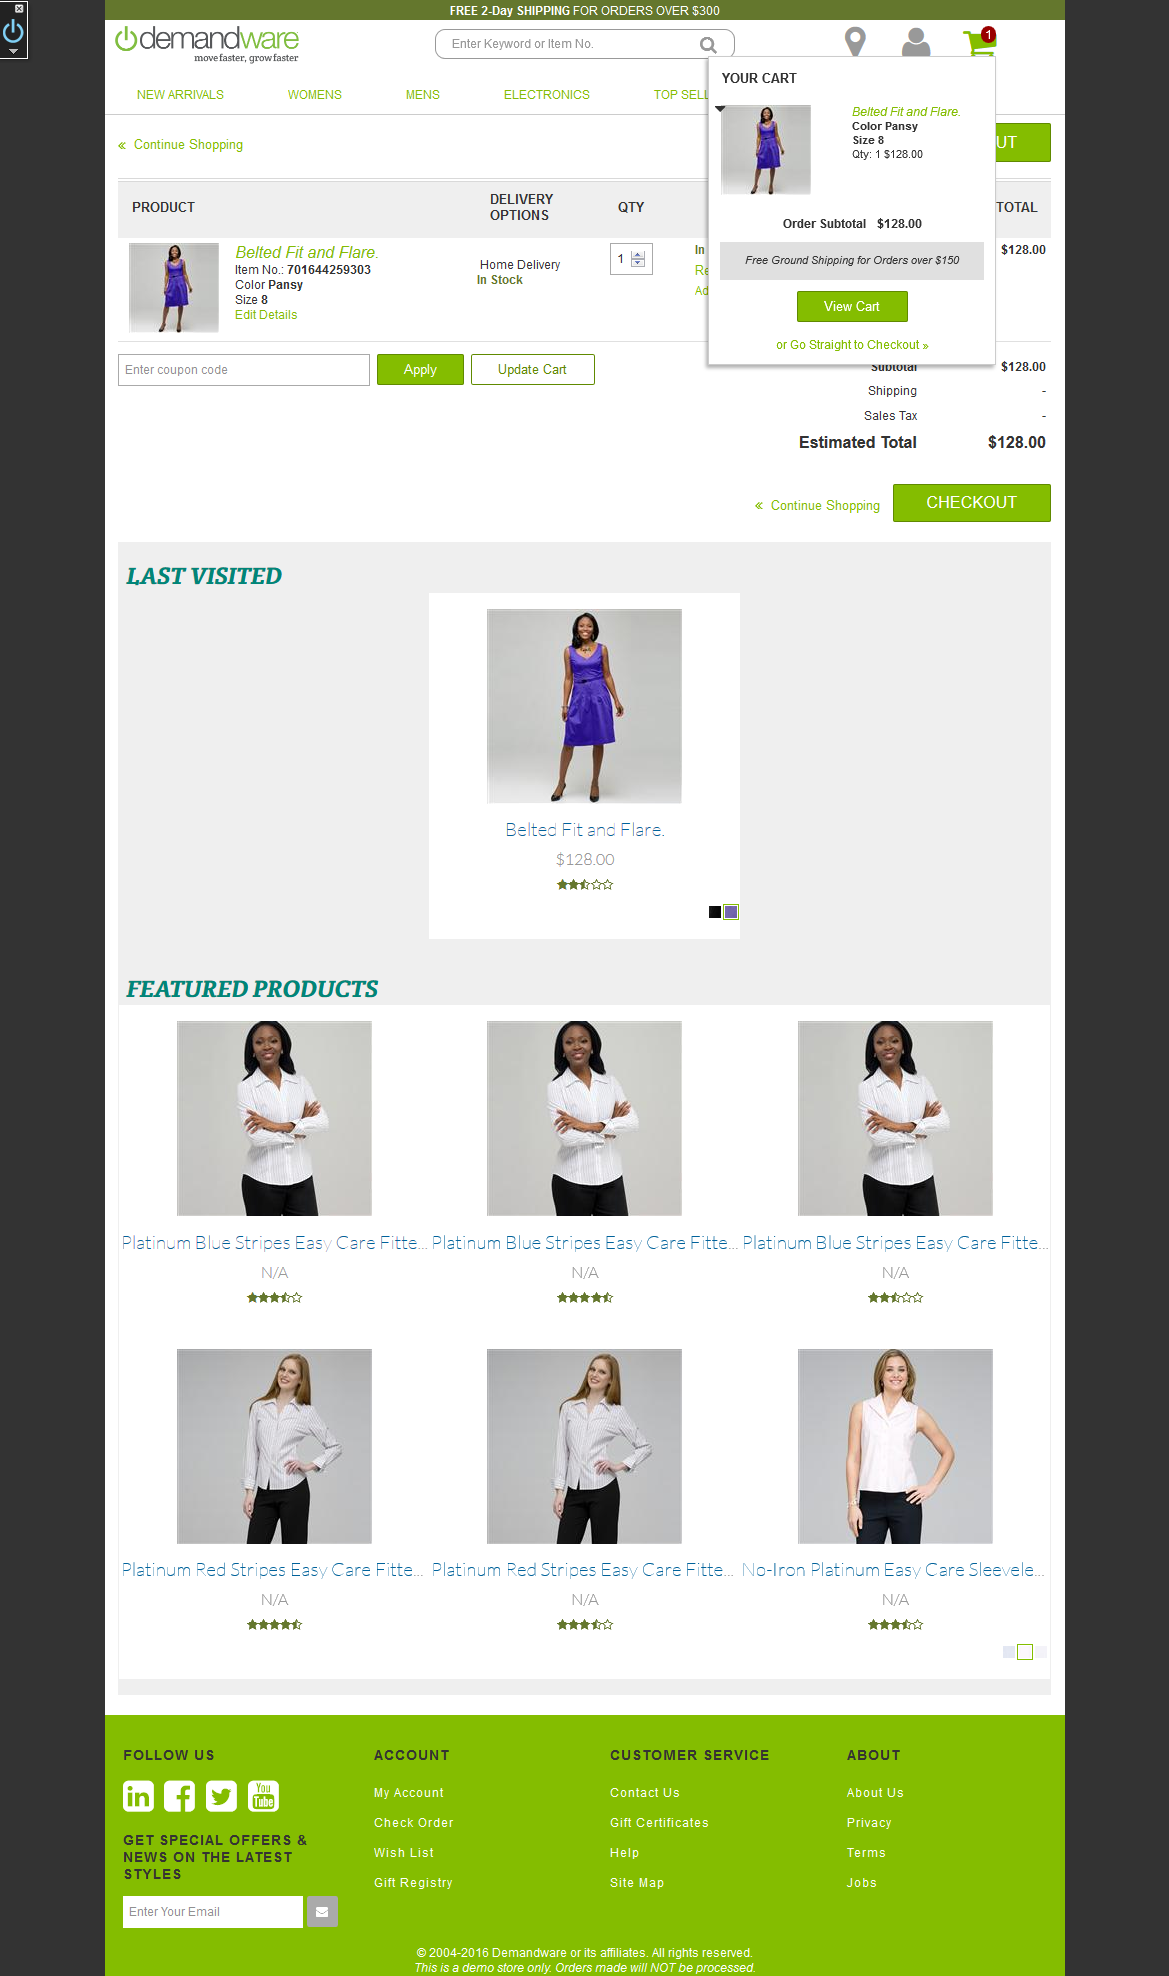 FREE 2-Day SHIPPING FOR ORDERS OVER $300
demandware
move faster, grow faster
Enter Keyword or Item No.
1
NEW ARRIVALS WOMENS MENS ELECTRONICS TOP SELL
YOUR CART
Belted Fit and Flare.
Color Pansy
Size 8
Qty: 1 $128.00
Order Subtotal $128.00
Free Ground Shipping for Orders over $150
View Cart
or Go Straight to Checkout »
« Continue Shopping
UT
PRODUCT
DELIVERY
OPTIONS
QTY
TOTAL
Belted Fit and Flare.
Item No.: 701644259303
Color Pansy
Size 8
Edit Details
Home Delivery
In Stock
1
In
Re
Ad
$128.00
Enter coupon code
Apply
Update Cart
Subtotal $128.00
Shipping -
Sales Tax -
Estimated Total $128.00
« Continue Shopping
CHECKOUT
LAST VISITED
Belted Fit and Flare.
$128.00
FEATURED PRODUCTS
Platinum Blue Stripes Easy Care Fitte...
N/A
Platinum Blue Stripes Easy Care Fitte...
N/A
Platinum Blue Stripes Easy Care Fitte...
N/A
Platinum Red Stripes Easy Care Fitte...
N/A
Platinum Red Stripes Easy Care Fitte...
N/A
No-Iron Platinum Easy Care Sleevele...
N/A
FOLLOW US
You
Tube
GET SPECIAL OFFERS &
NEWS ON THE LATEST
STYLES
Enter Your Email
ACCOUNT
My Account
Check Order
Wish List
Gift Registry
CUSTOMER SERVICE
Contact Us
Gift Certificates
Help
Site Map
ABOUT
About Us
Privacy
Terms
Jobs
© 2004-2016 Demandware or its affiliates. All rights reserved.
This is a demo store only. Orders made will NOT be processed.